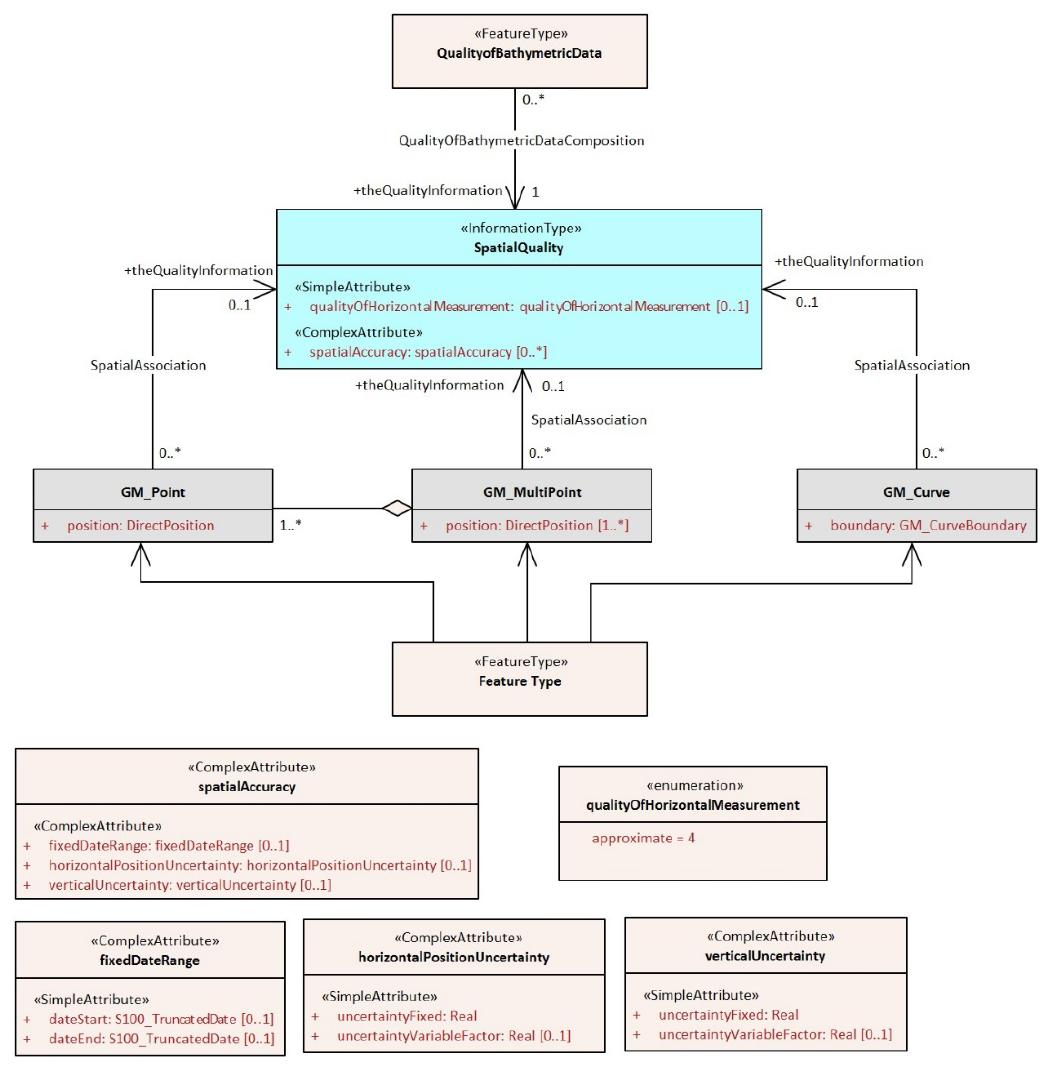 «FeatureType»
QualityofBathymetricData
0..*
QualityOfBathymetricDataComposition
+theQualityInformation
1
«InformationType»
SpatialQuality
«SimpleAttribute»
+ qualityOfHorizontalMeasurement: qualityOfHorizontalMeasurement [0..1]
«ComplexAttribute»
+ spatialAccuracy: spatialAccuracy [0..*]
+theQualityInformation
0..1
SpatialAssociation
0..*
+theQualityInformation
0..1
SpatialAssociation
0..*
+theQualityInformation
0..1
SpatialAssociation
0..*
GM_Point
+ position: DirectPosition
1..*
GM_MultiPoint
+ position: DirectPosition [1..*]
GM_Curve
+ boundary: GM_CurveBoundary
«FeatureType»
Feature Type
«ComplexAttribute»
spatialAccuracy
«ComplexAttribute»
+ fixedDateRange: fixedDateRange [0..1]
+ horizontalPositionUncertainty: horizontalPositionUncertainty [0..1]
+ verticalUncertainty: verticalUncertainty [0..1]
«enumeration»
qualityOfHorizontalMeasurement
approximate = 4
«ComplexAttribute»
fixedDateRange
«SimpleAttribute»
+ dateStart: S100_TruncatedDate [0..1]
+ dateEnd: S100_TruncatedDate [0..1]
«ComplexAttribute»
horizontalPositionUncertainty
«SimpleAttribute»
+ uncertaintyFixed: Real
+ uncertaintyVariableFactor: Real [0..1]
«ComplexAttribute»
verticalUncertainty
«SimpleAttribute»
+ uncertaintyFixed: Real
+ uncertaintyVariableFactor: Real [0..1]